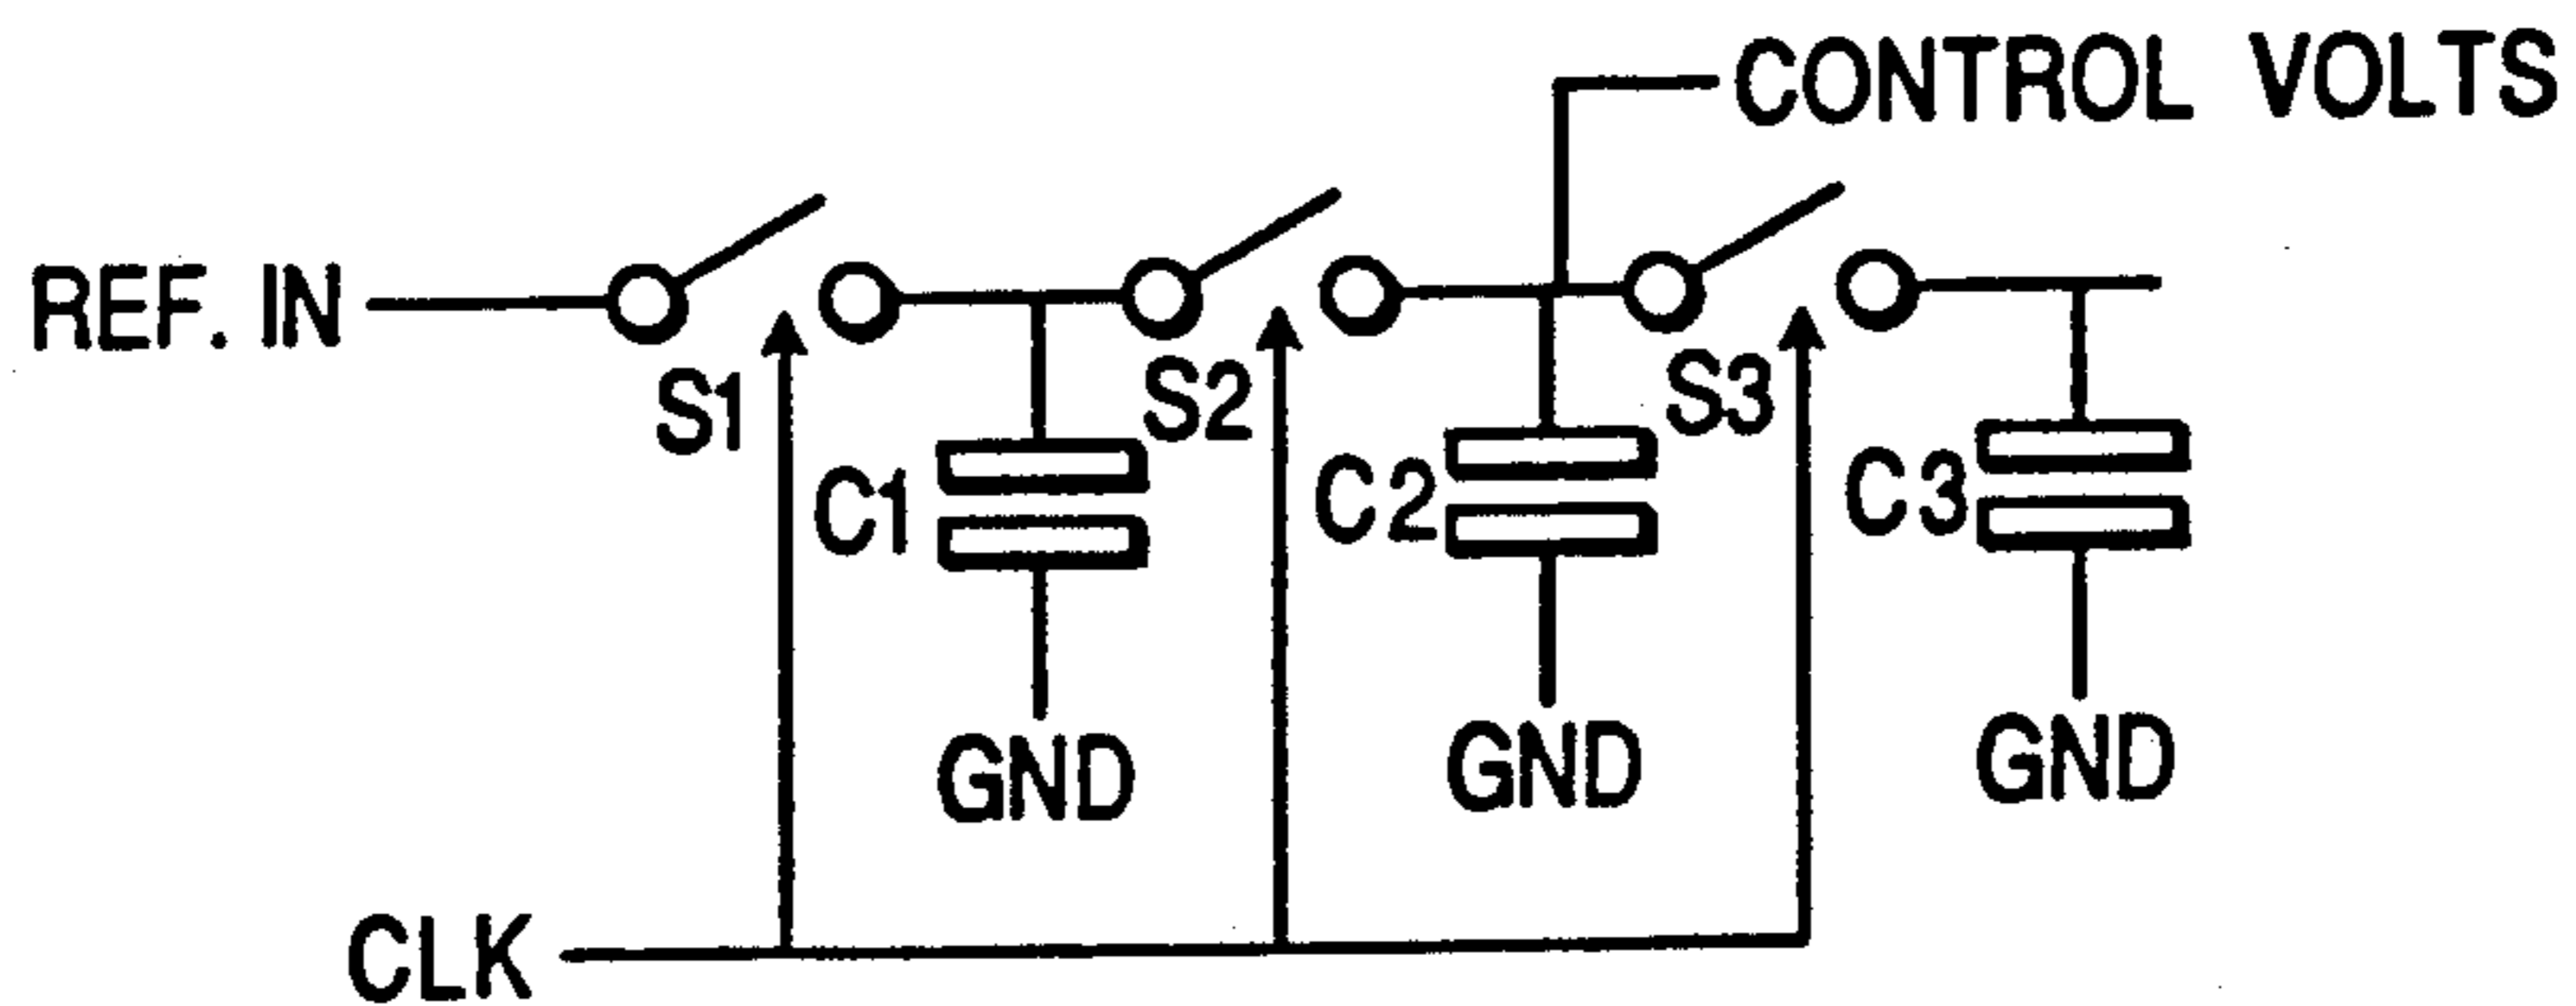 CONTROL VOLTS
REF. IN
S1
S2
S3
C1
C2
C3
GND
GND
GND
CLK